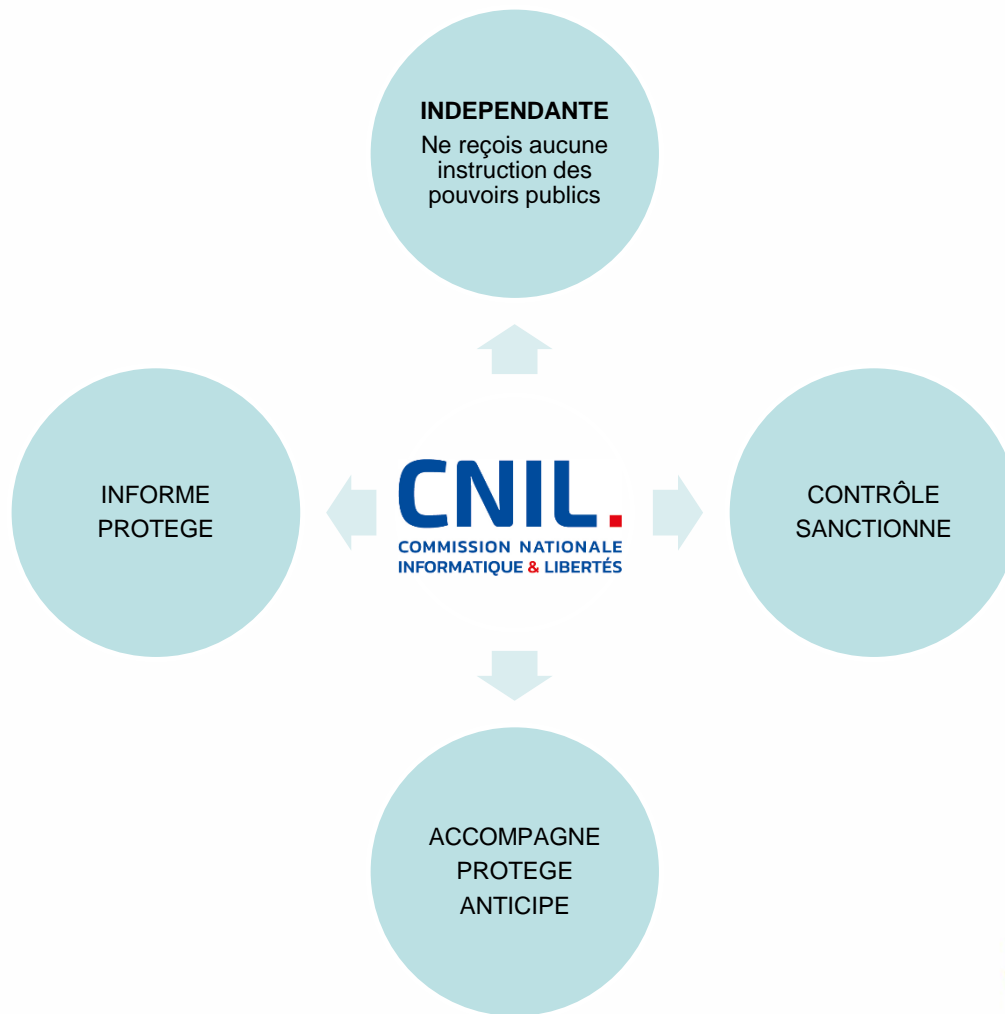 INDEPENDANTE
Ne reçois aucune
instruction des
pouvoirs publics
INFORME
PROTEGE
CNIL.
COMMISSION NATIONALE
INFORMATIQUE & LIBERTÉS
CONTRÔLE
SANCTIONNE
ACCOMPAGNE
PROTEGE
ANTICIPE